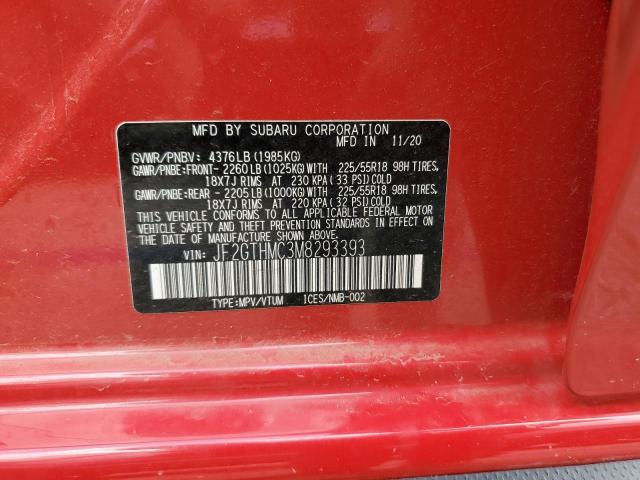 MFD BY SUBARU CORPORATION
MFD IN 11/20
GVWR/PNBV: 4376LB(1985KG)
GAWR/PNBE:FRONT- 2260LB(1025KG)WITH 225/55R18 98H TIRES,
18X7J RIMS AT 230 KPA(33 PSI)COLD
GAWR/PNBE:REAR - 2205LB(1000KG)WITH 225/55R18 98H TIRES,
18X7J RIMS AT 220 KPA(32 PSI)COLD
THIS VEHICLE CONFORMS TO ALL APPLICABLE FEDERAL MOTOR
VEHICLE SAFETY AND THEFT PREVENTION STANDARDS IN EFFECT ON THE
DATE OF MANUFACTURE SHOWN ABOVE.
VIN: JF2GTHMC3M8293393
TYPE:MPV/VTUM ICES/NMB-002